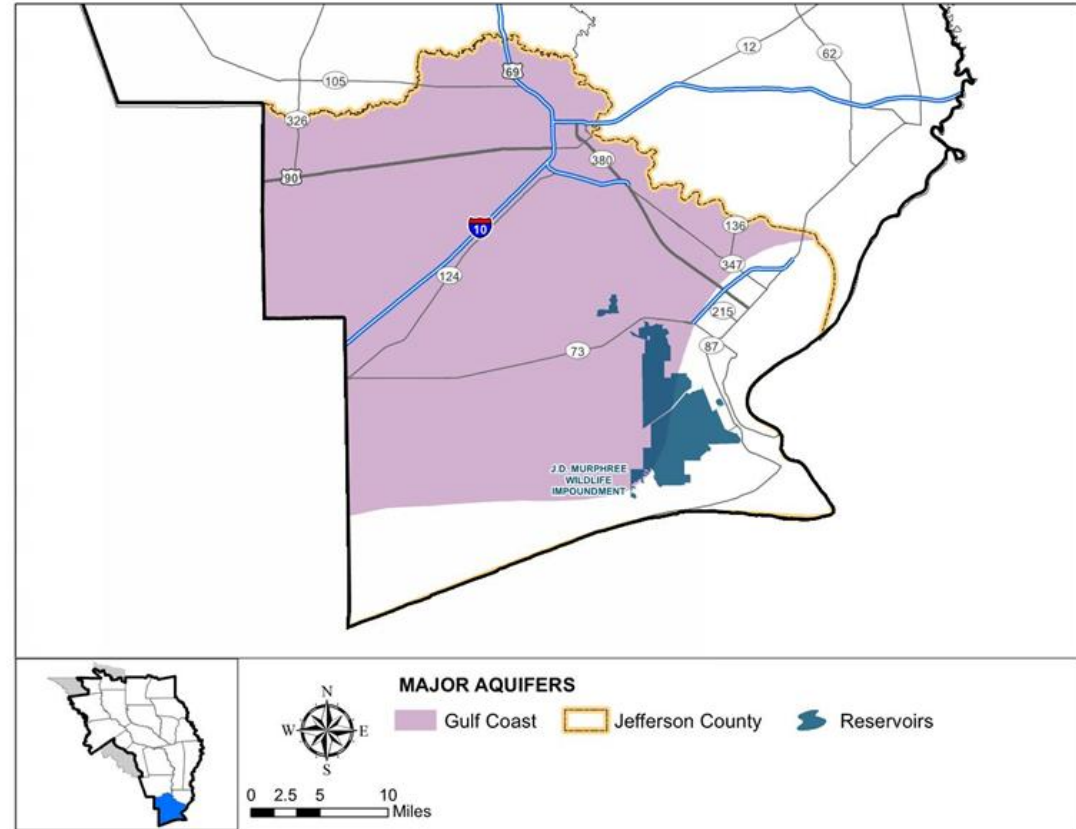 12
62
69
105
326
380
90
136
10
347
124
215
87
73
J.D. MURPHREE
WILDLIFE
IMPOUNDMENT
MAJOR AQUIFERS
Gulf Coast
Jefferson County
Reservoirs
N
W
E
S
0 2.5 5 10
Miles